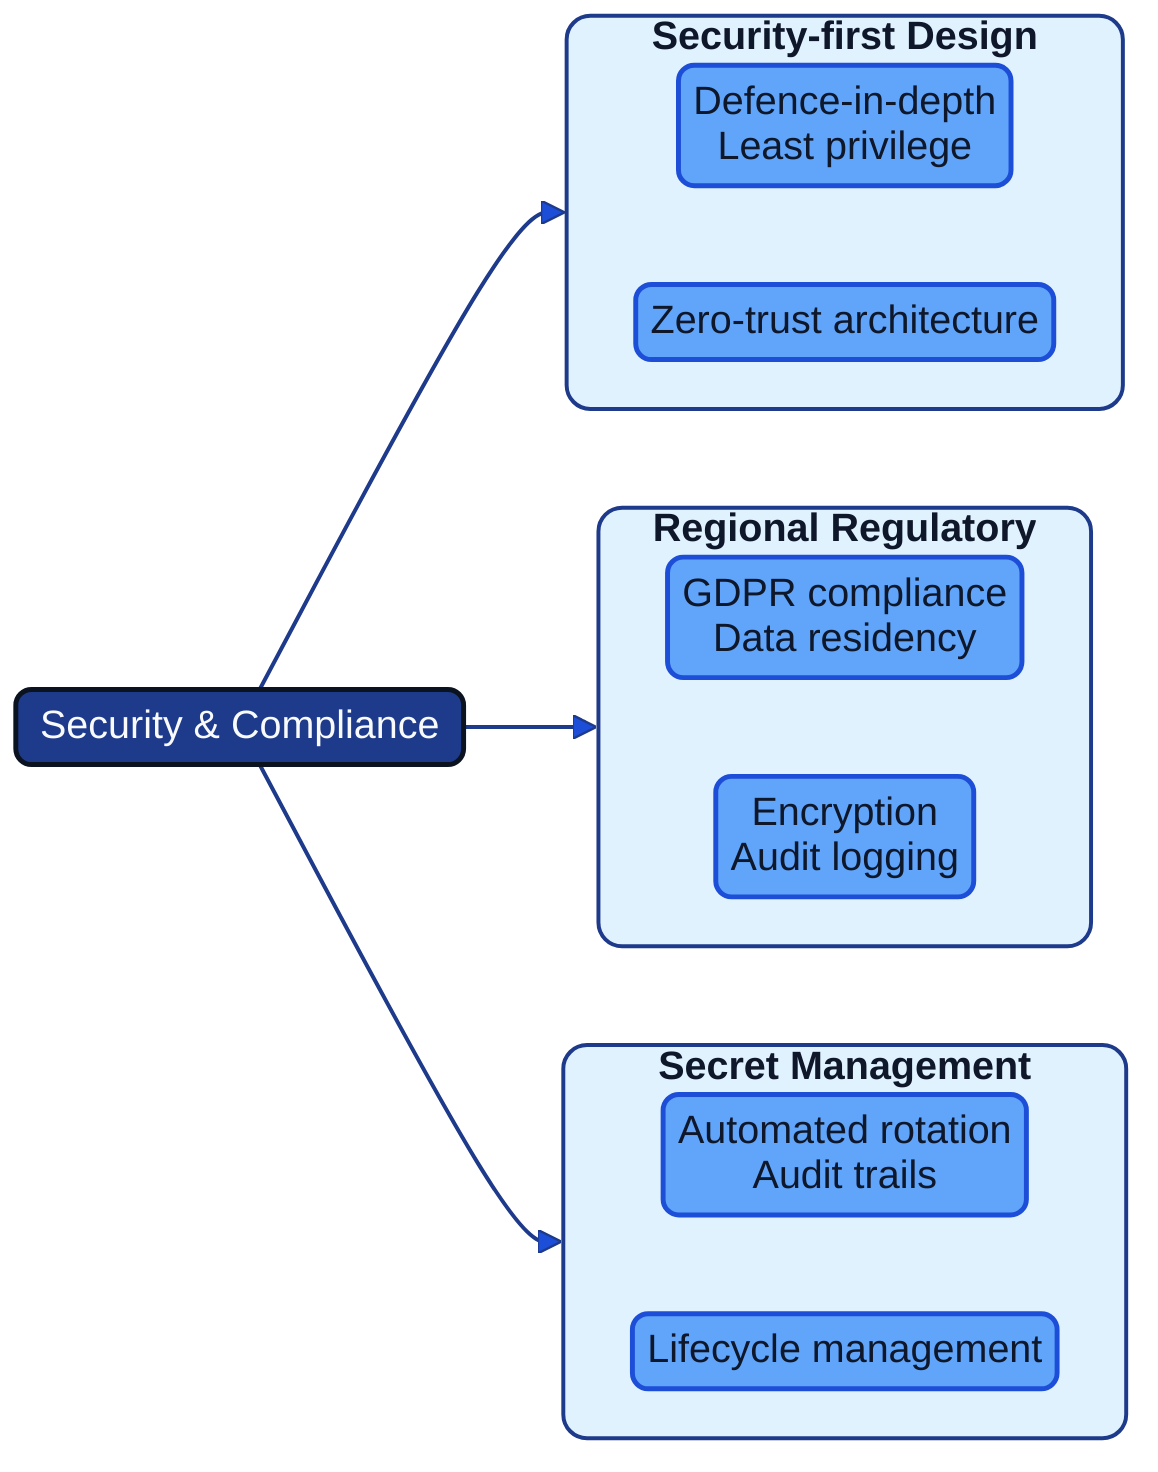 Security-first Design
Defence-in-depth
Least privilege
Zero-trust architecture
Regional Regulatory
GDPR compliance
Data residency
Security & Compliance
Encryption
Audit logging
Secret Management
Automated rotation
Audit trails
Lifecycle management